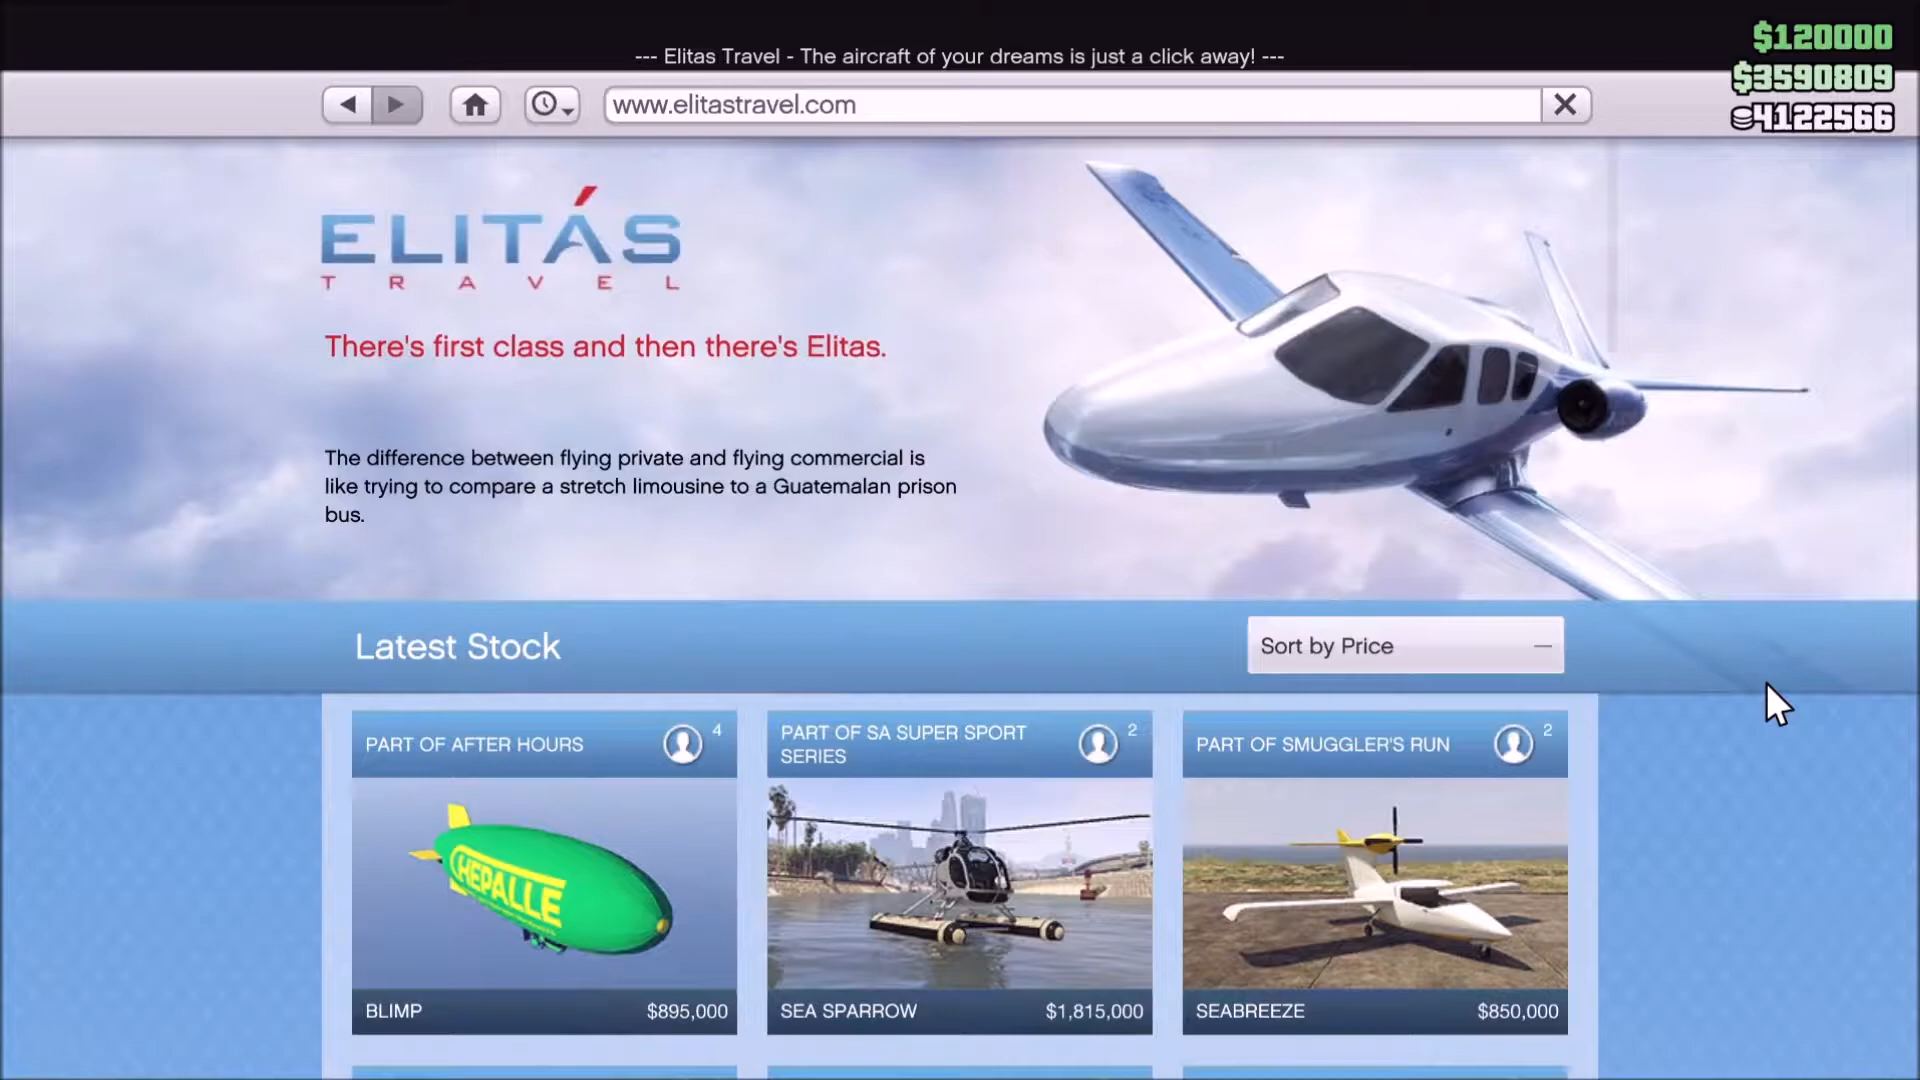 --- Elitas Travel - The aircraft of your dreams is just a click away! ---
$120000
$3590809
4122566
www.elitastravel.com
ELITÁS
TRAVEL
There's first class and then there's Elitas.
The difference between flying private and flying commercial is
like trying to compare a stretch limousine to a Guatemalan prison
bus.
Latest Stock
Sort by Price
PART OF AFTER HOURS
4
HEPALLE
BLIMP $895,000
PART OF SA SUPER SPORT
SERIES
2
SEA SPARROW $1,815,000
PART OF SMUGGLER'S RUN
2
SEABREEZE $850,000